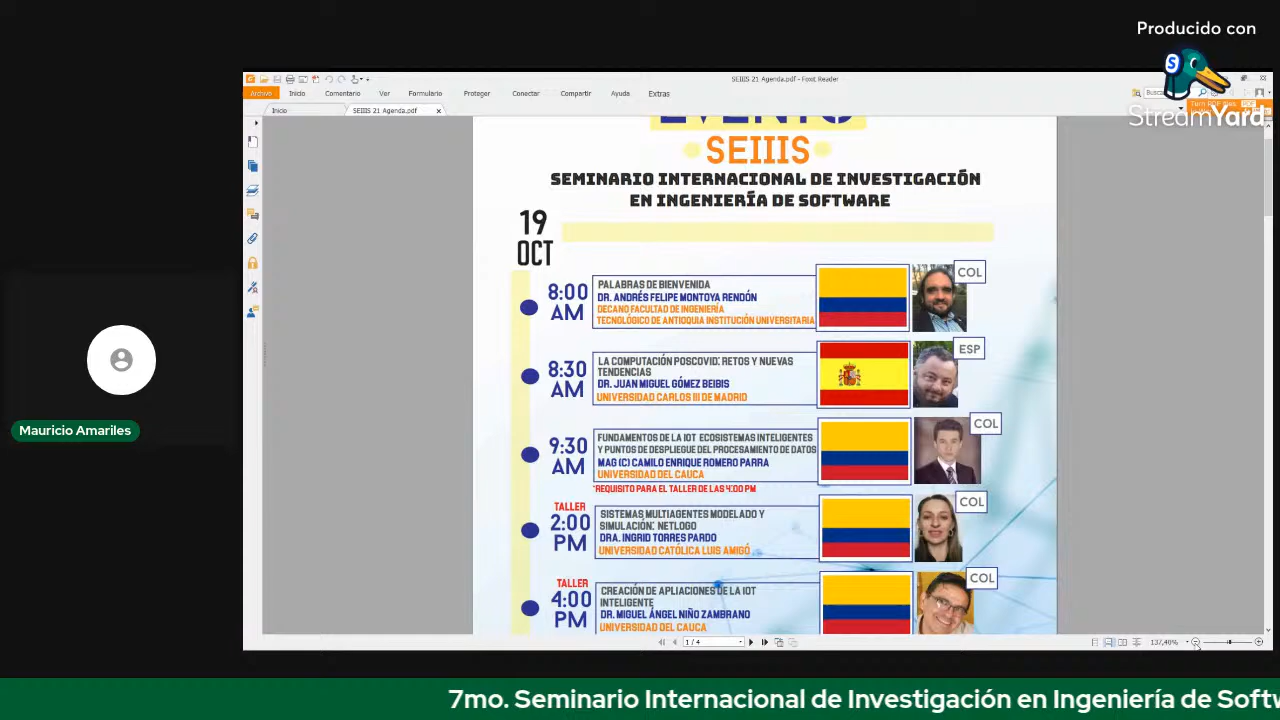 Producido con
StreamYard
SEIIIS 21 Agenda.pdf - Foxit Reader
Archivo Inicio Comentario Ver Formulario Proteger Conectar Compartir Ayuda Extras
Inicio SEIIIS 21 Agenda.pdf
EVENTO
SEIIIS
SEMINARIO INTERNACIONAL DE INVESTIGACIÓN
EN INGENIERÍA DE SOFTWARE
19
OCT
8:00
AM
PALABRAS DE BIENVENIDA
DR. ANDRÉS FELIPE MONTOYA RENDÓN
DECANO FACULTAD DE INGENIERÍA
TECNOLÓGICO DE ANTIOQUIA INSTITUCIÓN UNIVERSITARIA
COL
8:30
AM
LA COMPUTACIÓN POSCOVID: RETOS Y NUEVAS
TENDENCIAS
DR. JUAN MIGUEL GÓMEZ BEIBIS
UNIVERSIDAD CARLOS III DE MADRID
ESP
9:30
AM
FUNDAMENTOS DE LA IOT ECOSISTEMAS INTELIGENTES
Y PUNTOS DE DESPLIEGUE DEL PROCESAMIENTO DE DATOS
MAG (C) CAMILO ENRIQUE ROMERO PARRA
UNIVERSIDAD DEL CAUCA
*REQUISITO PARA EL TALLER DE LAS 4:00 PM
COL
TALLER
2:00
PM
SISTEMAS MULTIAGENTES MODELADO Y
SIMULACIÓN: NETLOGO
DRA. INGRID TORRES PARDO
UNIVERSIDAD CATÓLICA LUIS AMIGÓ
COL
TALLER
4:00
PM
CREACIÓN DE APLIACIONES DE LA IOT
INTELIGENTE
DR. MIGUEL ÁNGEL NIÑO ZAMBRANO
UNIVERSIDAD DEL CAUCA
COL
Mauricio Amariles
1 / 4
137,40%
7mo. Seminario Internacional de Investigación en Ingeniería de Softw